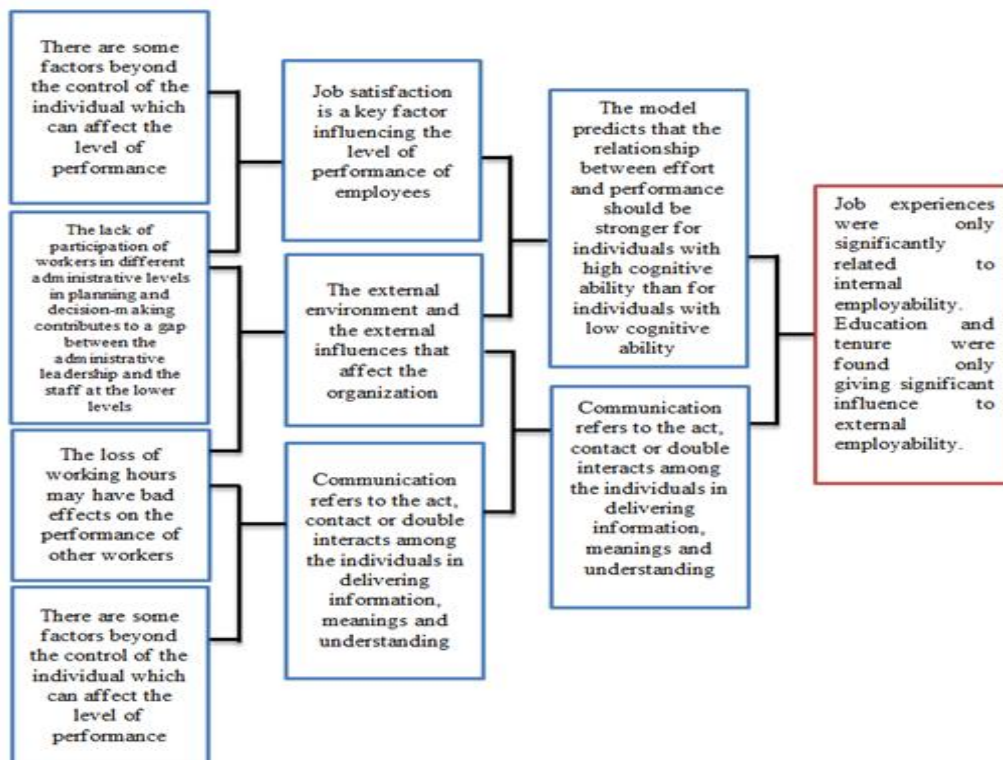 There are some
factors beyond
the control of the
individual which
can affect the
level of
performance
The lack of
participation of
workers in different
administrative levels
in planning and
decision-making
contributes to a gap
between the
administrative
leadership and the
staff at the lower
levels
The loss of
working hours
may have bad
effects on the
performance of
other workers
There are some
factors beyond
the control of the
individual which
can affect the
level of
performance
Job satisfaction
is a key factor
influencing the
level of
performance of
employees
The external
environment and
the external
influences that
affect the
organization
Communication
refers to the act,
contact or double
interacts among
the individuals in
delivering
information,
meanings and
understanding
The model
predicts that the
relationship
between effort
and performance
should be
stronger for
individuals with
high cognitive
ability than for
individuals with
low cognitive
ability
Communication
refers to the act,
contact or double
interacts among
the individuals in
delivering
information,
meanings and
understanding
Job experiences
were only
significantly
related to
internal
employability.
Education and
tenure were
found only
giving significant
influence to
external
employability.